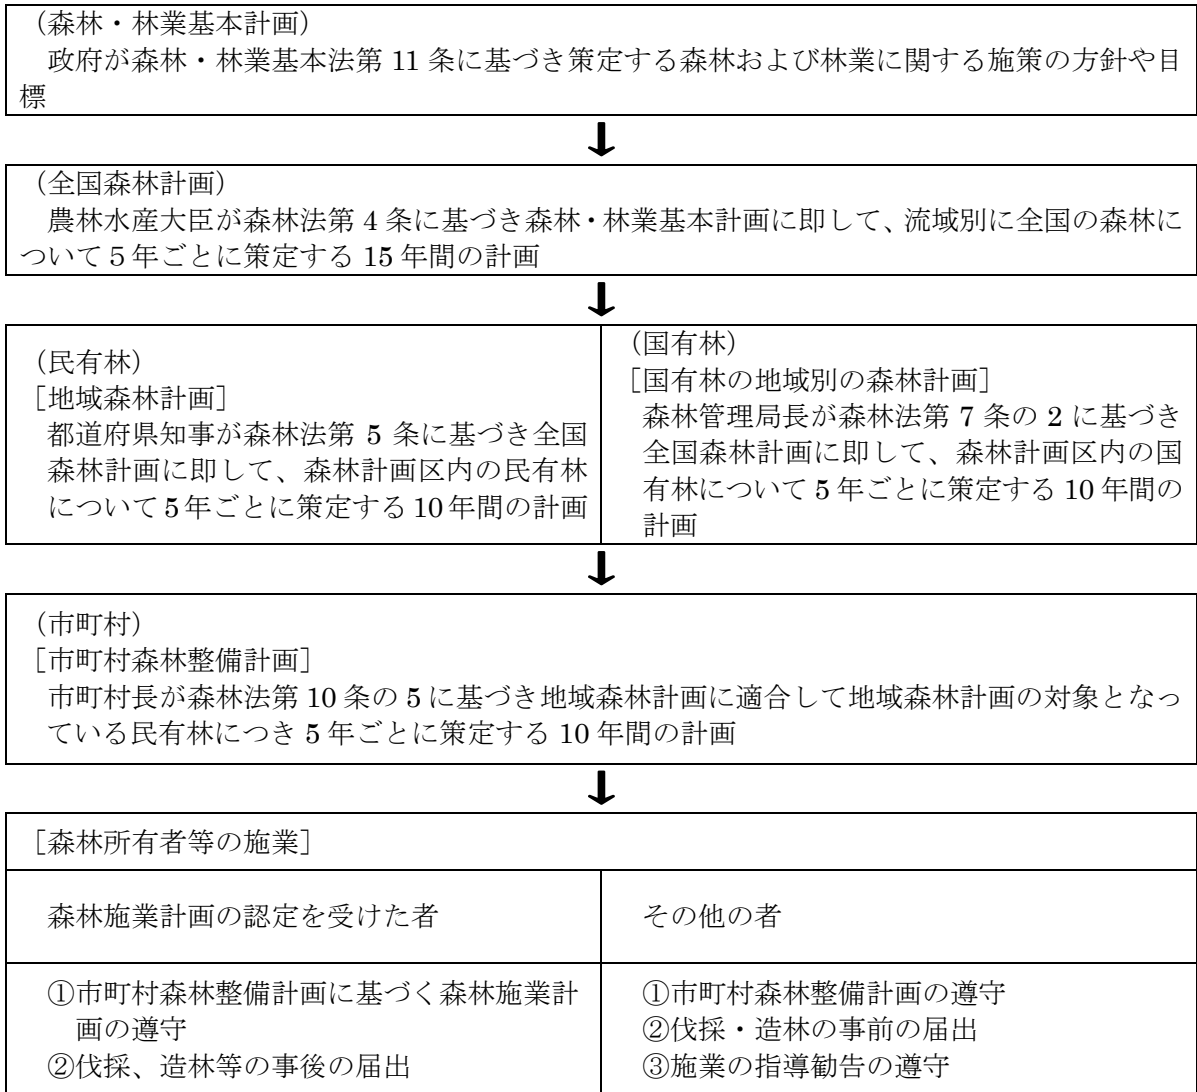 (森林・林業基本計画)
政府が森林・林業基本法第 11 条に基づき策定する森林および林業に関する施策の方針や目
標
(全国森林計画)
農林水産大臣が森林法第 4 条に基づき森林・林業基本計画に即して、流域別に全国の森林に
ついて５年ごとに策定する 15 年間の計画
(民有林)
[地域森林計画]
都道府県知事が森林法第 5 条に基づき全国
森林計画に即して、森林計画区内の民有林
について 5 年ごとに策定する 10 年間の計画
(国有林)
[国有林の地域別の森林計画]
森林管理局長が森林法第 7 条の 2 に基づき
全国森林計画に即して、森林計画区内の国
有林について 5 年ごとに策定する 10 年間の
計画
(市町村)
[市町村森林整備計画]
市町村長が森林法第 10 条の 5 に基づき地域森林計画に適合して地域森林計画の対象となっ
ている民有林につき 5 年ごとに策定する 10 年間の計画
[森林所有者等の施業]
森林施業計画の認定を受けた者
その他の者
①市町村森林整備計画に基づく森林施業計
画の遵守
②伐採、造林等の事後の届出
①市町村森林整備計画の遵守
②伐採・造林の事前の届出
③施業の指導勧告の遵守